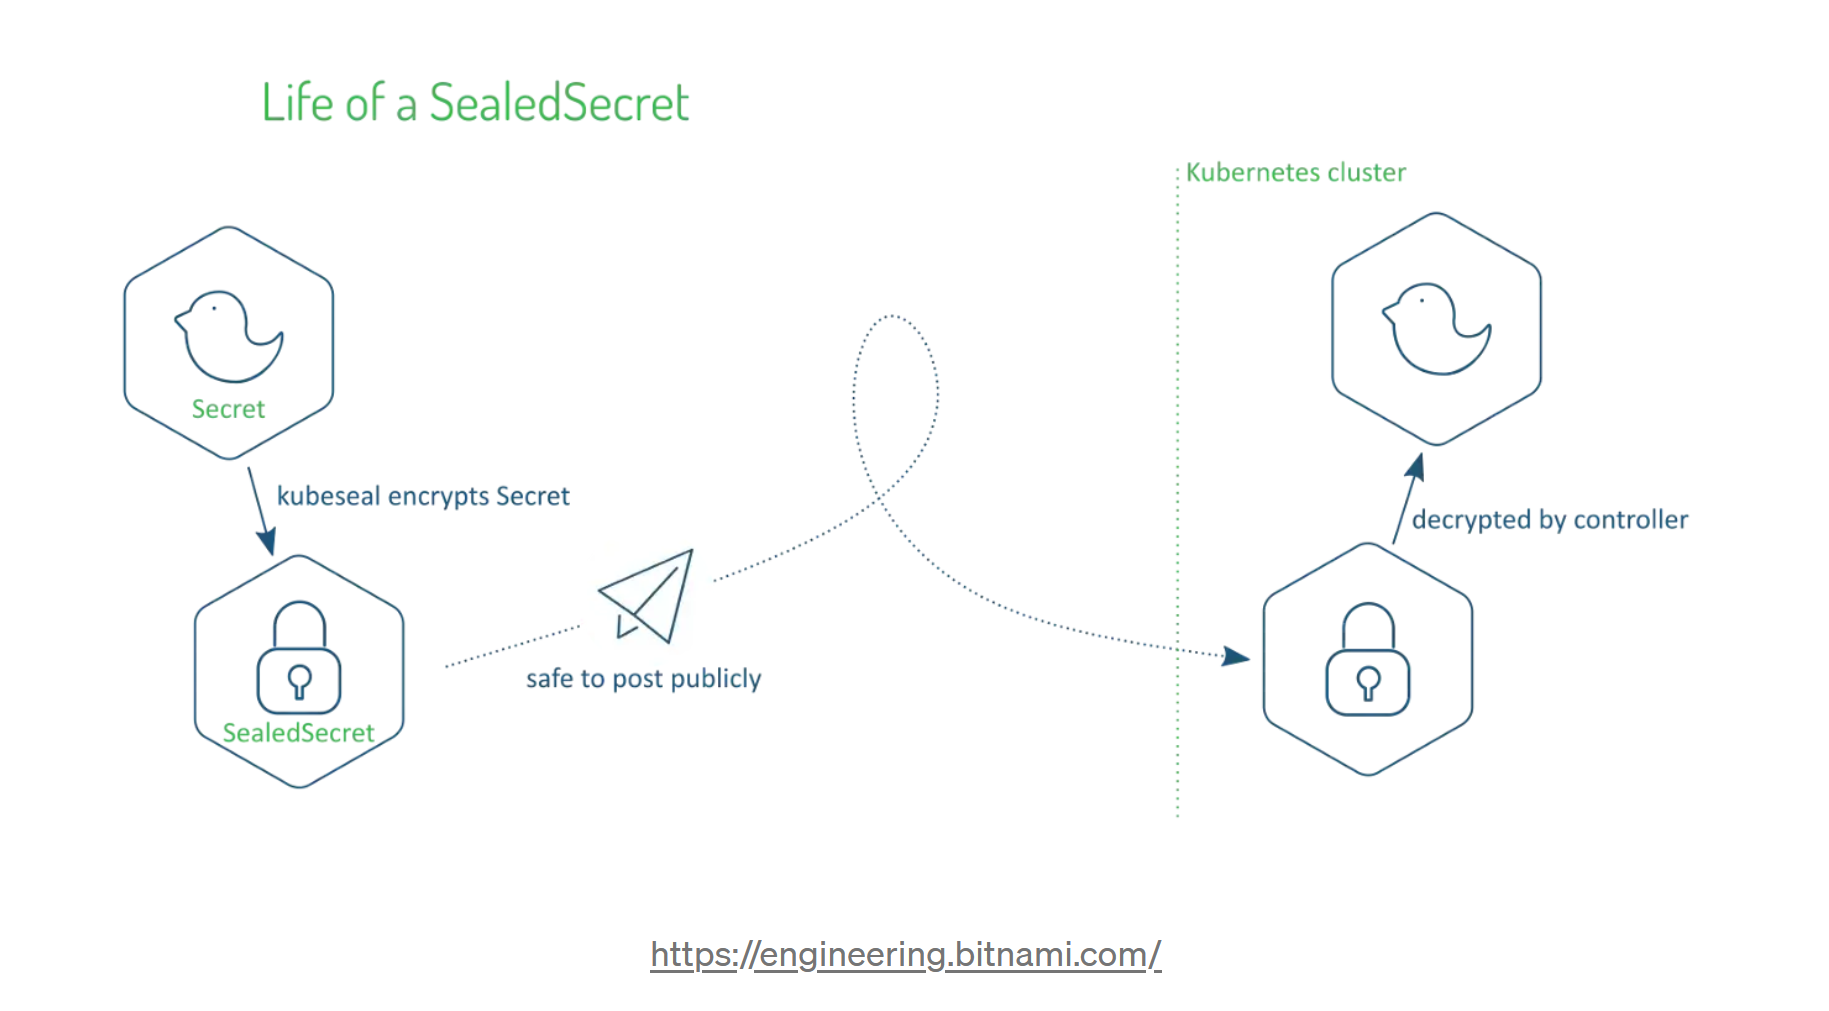 Life of a SealedSecret
Kubernetes cluster
Secret
kubeseal encrypts Secret
decrypted by controller
safe to post publicly
SealedSecret
https://engineering.bitnami.com/